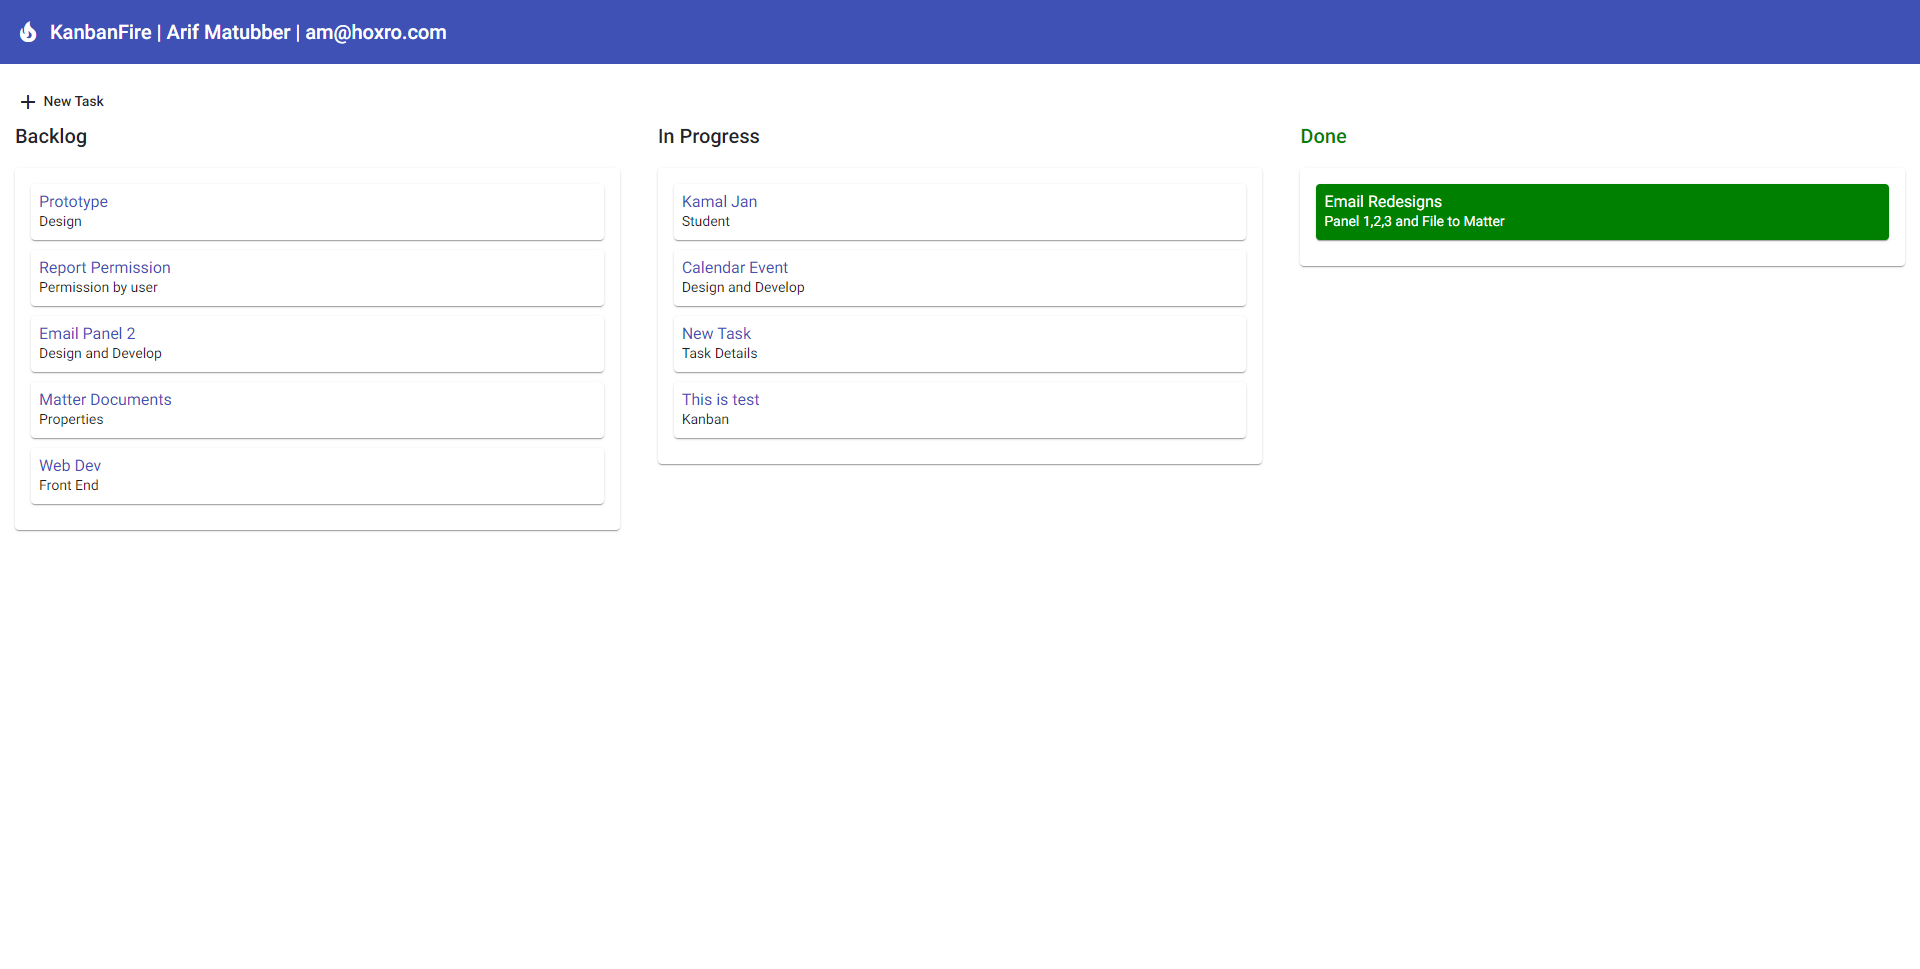 KanbanFire | Arif Matubber | am@hoxro.com
New Task
Backlog
Prototype
Design
Report Permission
Permission by user
Email Panel 2
Design and Develop
Matter Documents
Properties
Web Dev
Front End
In Progress
Kamal Jan
Student
Calendar Event
Design and Develop
New Task
Task Details
This is test
Kanban
Done
Email Redesigns
Panel 1,2,3 and File to Matter